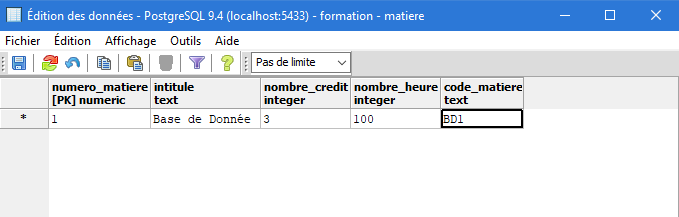 Édition des données - PostgreSQL 9.4 (localhost:5433) - formation - matiere
Fichier Édition Affichage Outils Aide
Pas de limite
numero_matiere intitule nombre_credit nombre_heure code_matiere
[PK] numeric text integer integer text
* 1 Base de Donnée 3 100 BD1